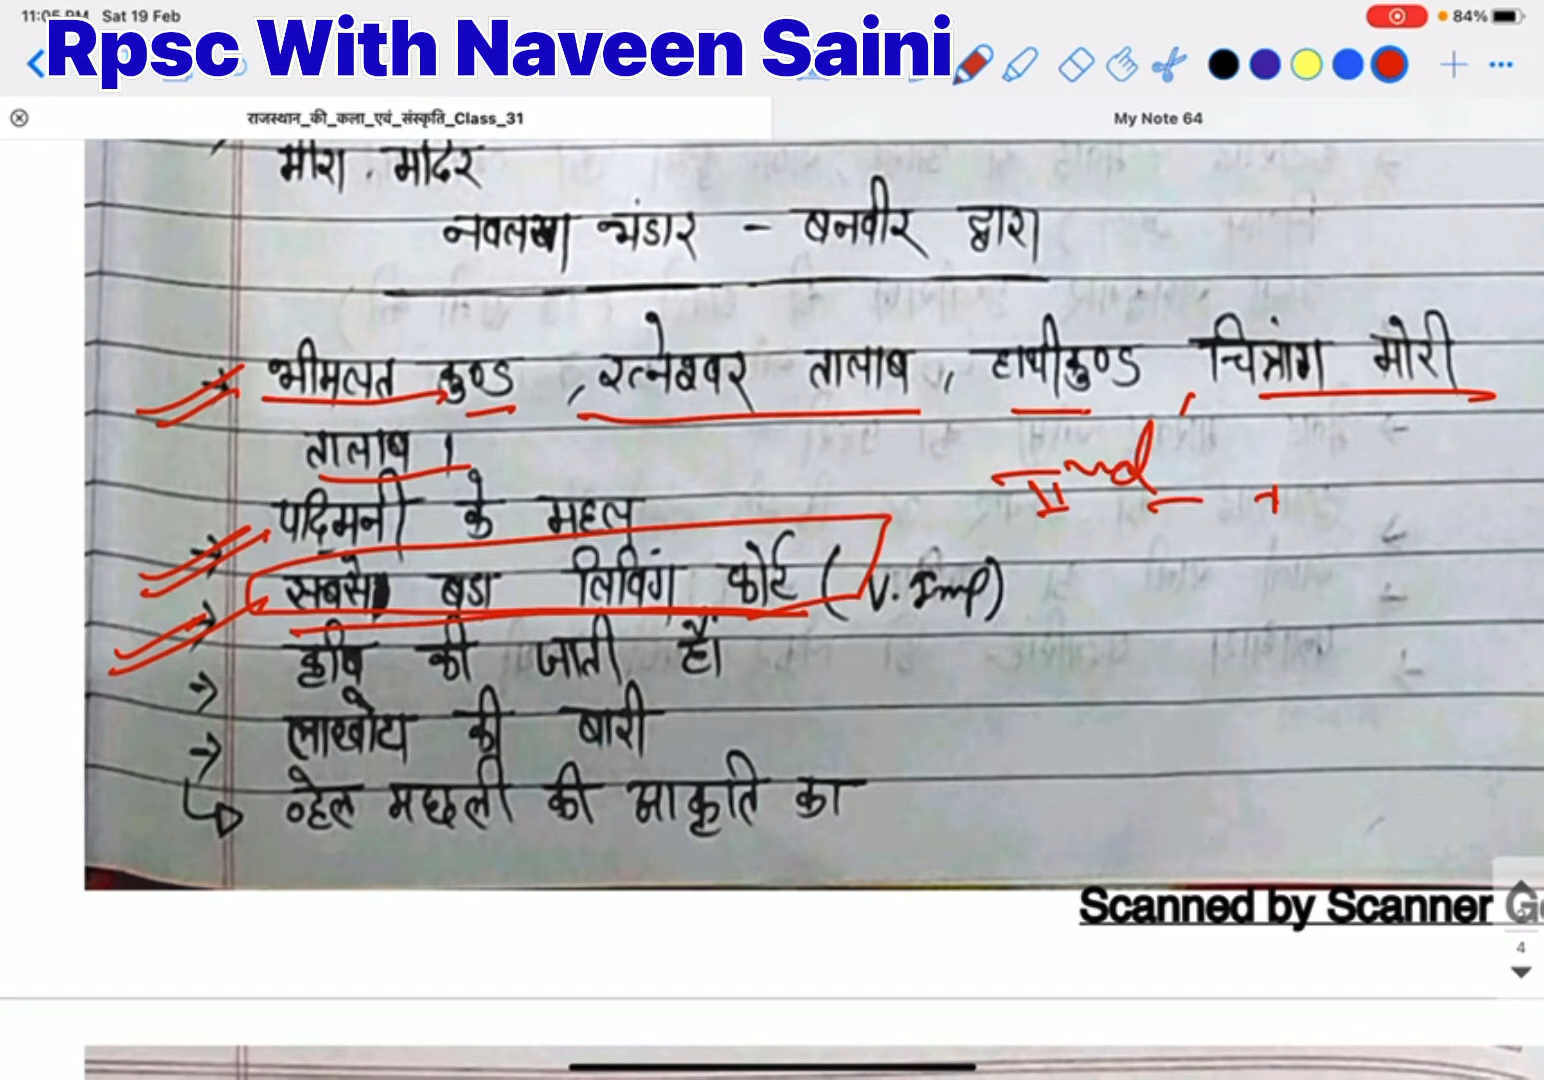 11:05 PM Sat 19 Feb
84%
Rpsc With Naveen Saini
राजस्थान_की_कला_एवं_संस्कृति_Class_31
My Note 64
मीरा मंदिर
नवलखा भंडार - बनवीर द्वारा
→ भीमलत कुण्ड, रत्नेश्वर तालाब, हाथीकुण्ड, चित्रांग मोरी
तालाब।
IInd
→ पद्मिनी के महल
→ सबसे बडा लिविंग फोर्ट (V.Imp)
→ कृषि की जाती है।
→ लाखोटा की बारी
↳ व्हेल मछली की आकृति का
Scanned by Scanner Go
4